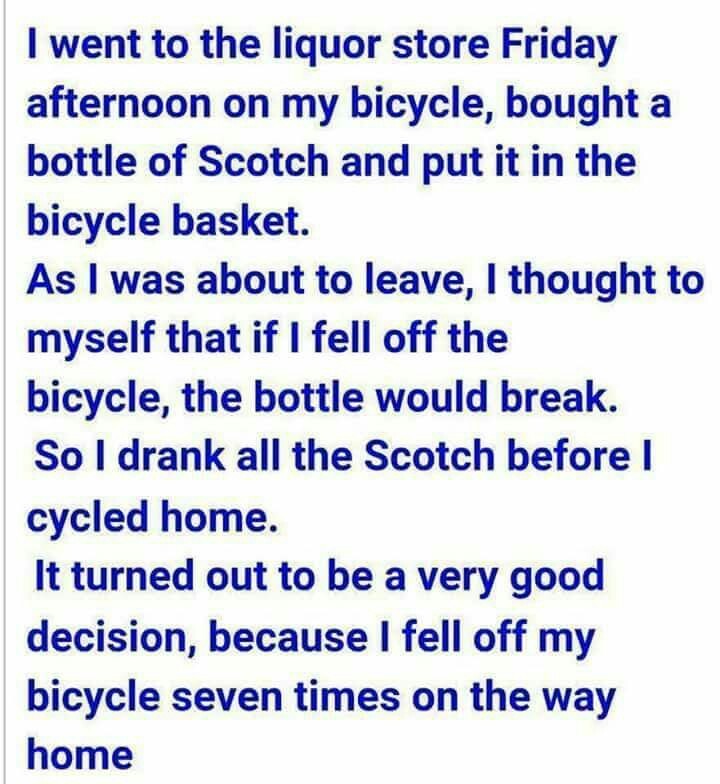 I went to the liquor store Friday
afternoon on my bicycle, bought a
bottle of Scotch and put it in the
bicycle basket.
As I was about to leave, I thought to
myself that if I fell off the
bicycle, the bottle would break.
So I drank all the Scotch before I
cycled home.
It turned out to be a very good
decision, because I fell off my
bicycle seven times on the way
home